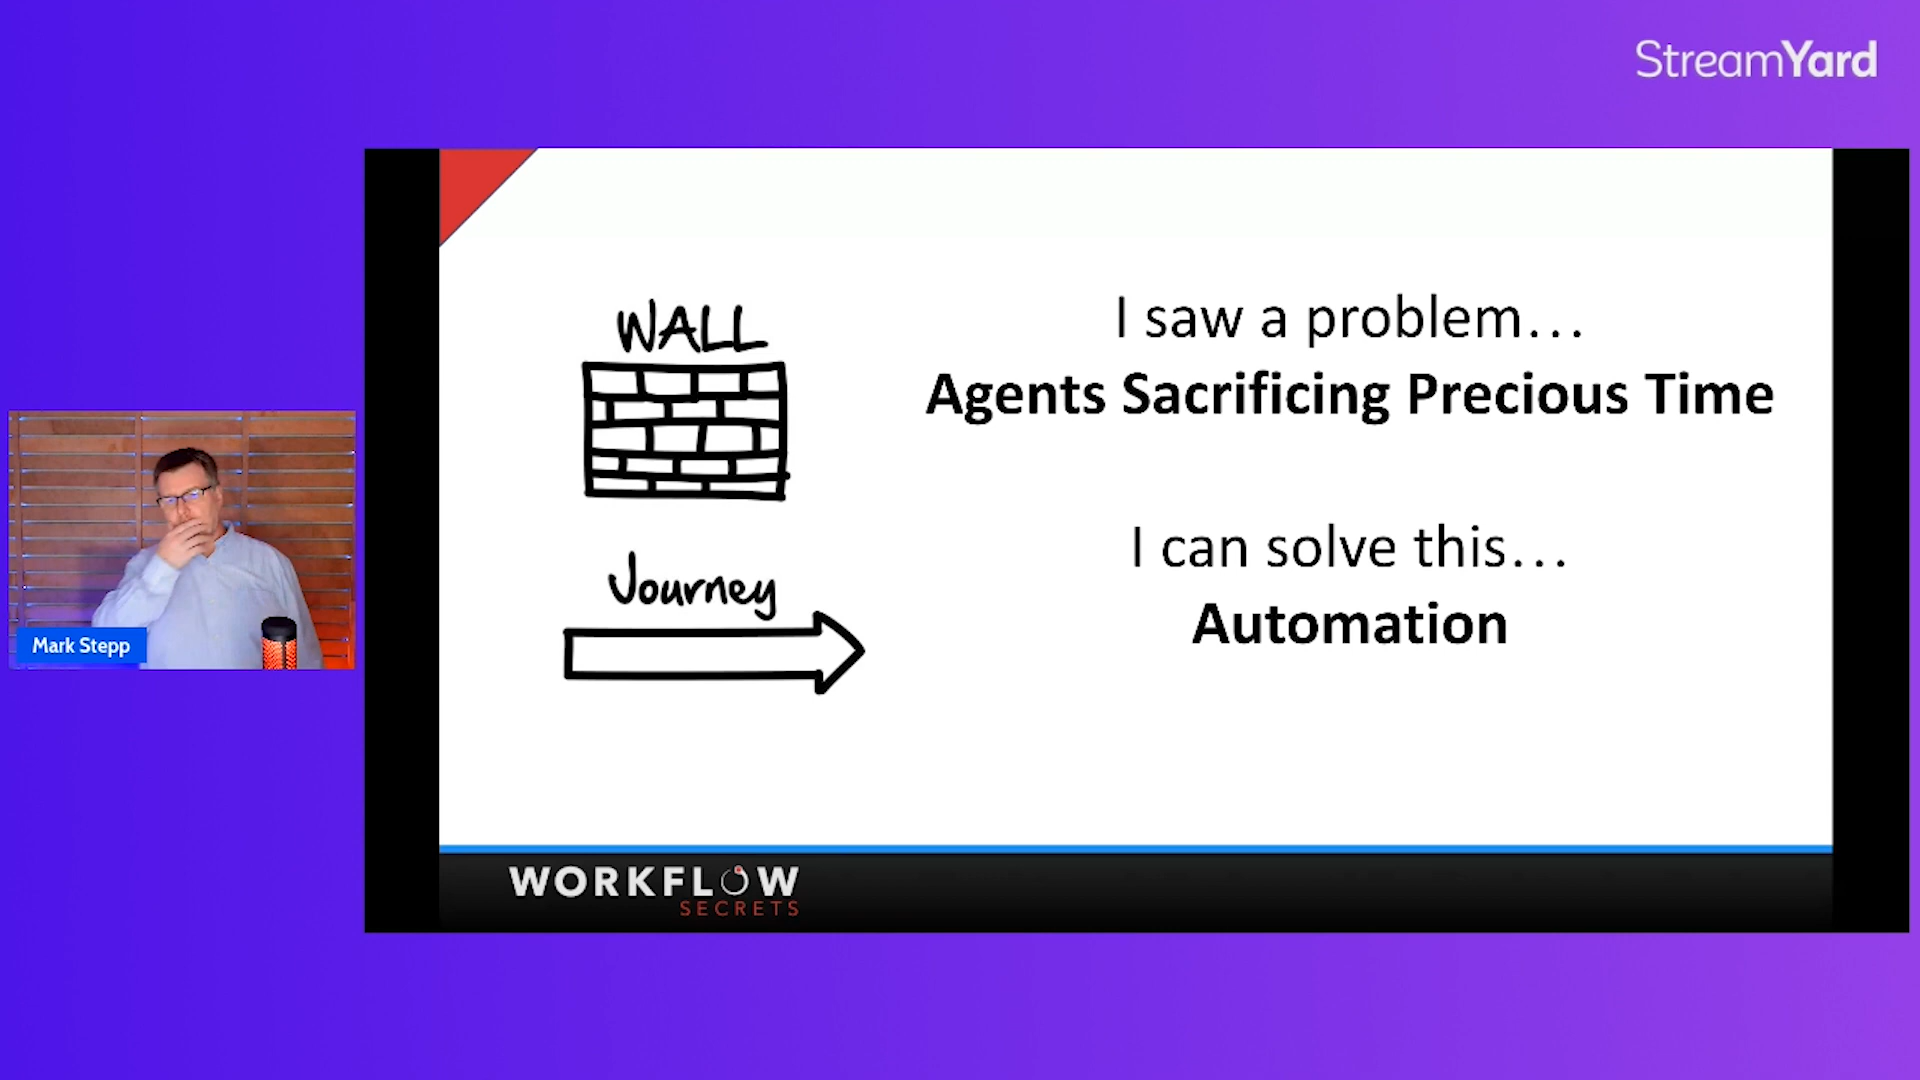 StreamYard
WALL
I saw a problem...
Agents Sacrificing Precious Time
Journey
I can solve this...
Automation
Mark Stepp
WORKFLOW
SECRETS